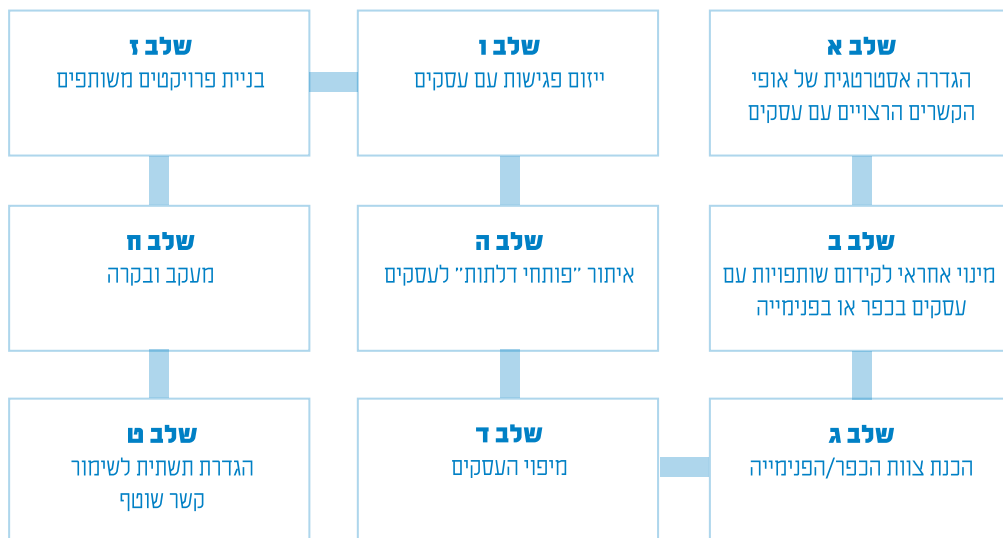 שלב א
הגדרה אסטרטגית של אופי
הקשרים הרצויים עם עסקים
שלב ב
מינוי אחראי לקידום שותפויות עם
עסקים בכפר או בפנימייה
שלב ג
הכנת צוות הכפר/הפנימייה
שלב ד
מיפוי העסקים
שלב ה
איתור ״פותחי דלתות״ לעסקים
שלב ו
ייזום פגישות עם עסקים
שלב ז
בניית פרויקטים משותפים
שלב ח
מעקב ובקרה
שלב ט
הגדרת תשתית לשימור
קשר שוטף